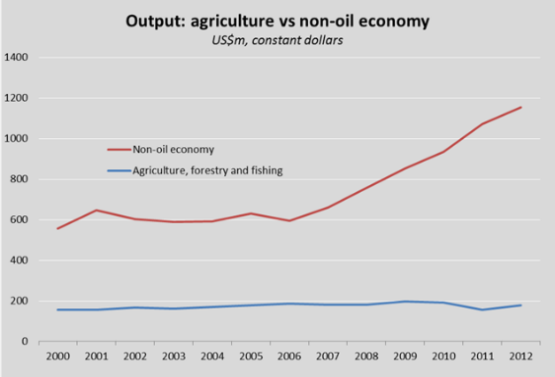 Output: agriculture vs non-oil economy
US$m, constant dollars
1400
1200
1000
800
600
400
200
0
Non-oil economy
Agriculture, forestry and fishing
2000 2001 2002 2003 2004 2005 2006 2007 2008 2009 2010 2011 2012